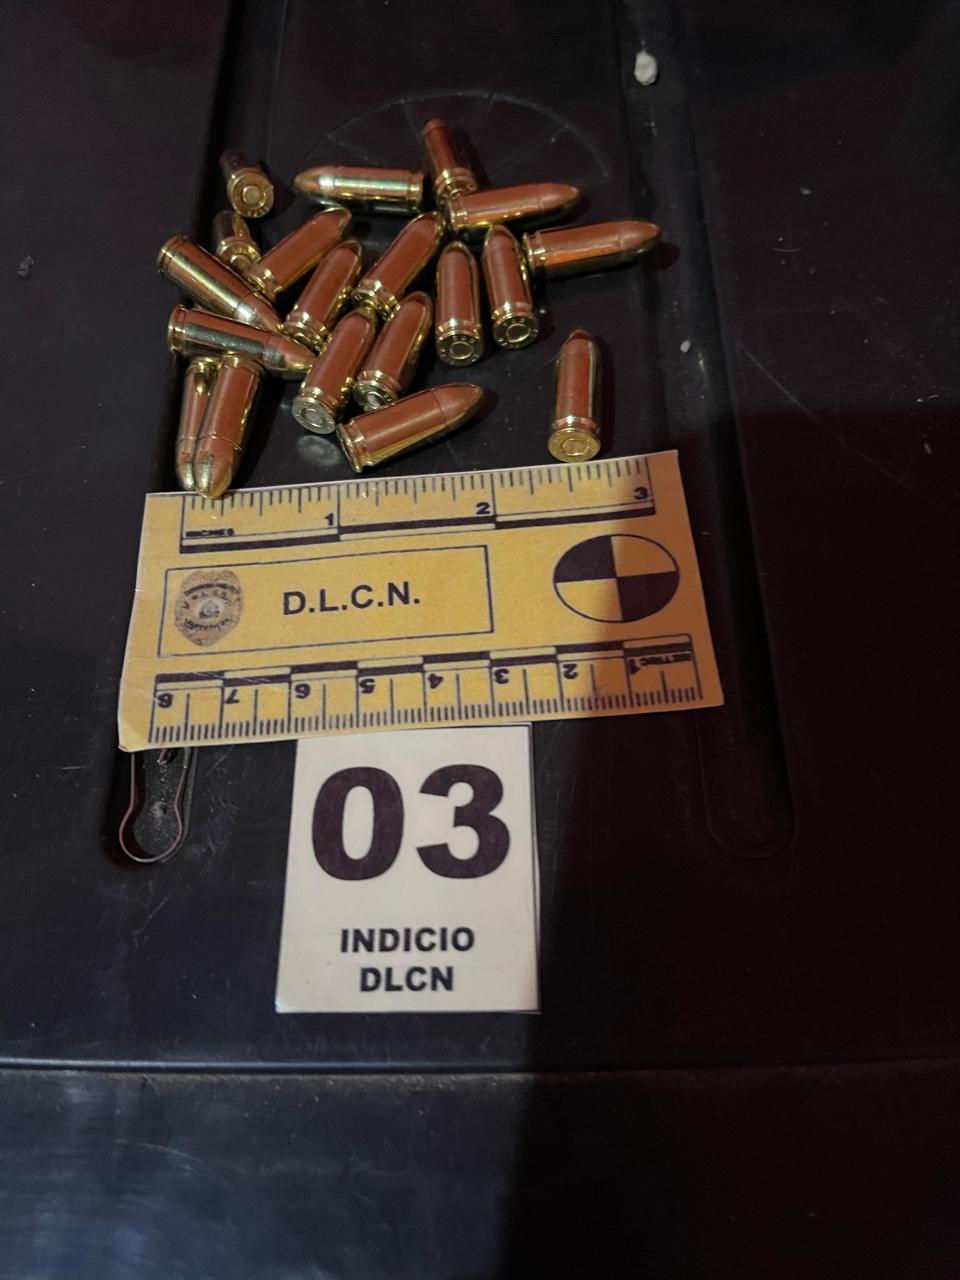 1 2 3
INCHES
D.L.C.N.
8 7 6 5 4 3 2 1 METRIC
03
INDICIO
DLCN